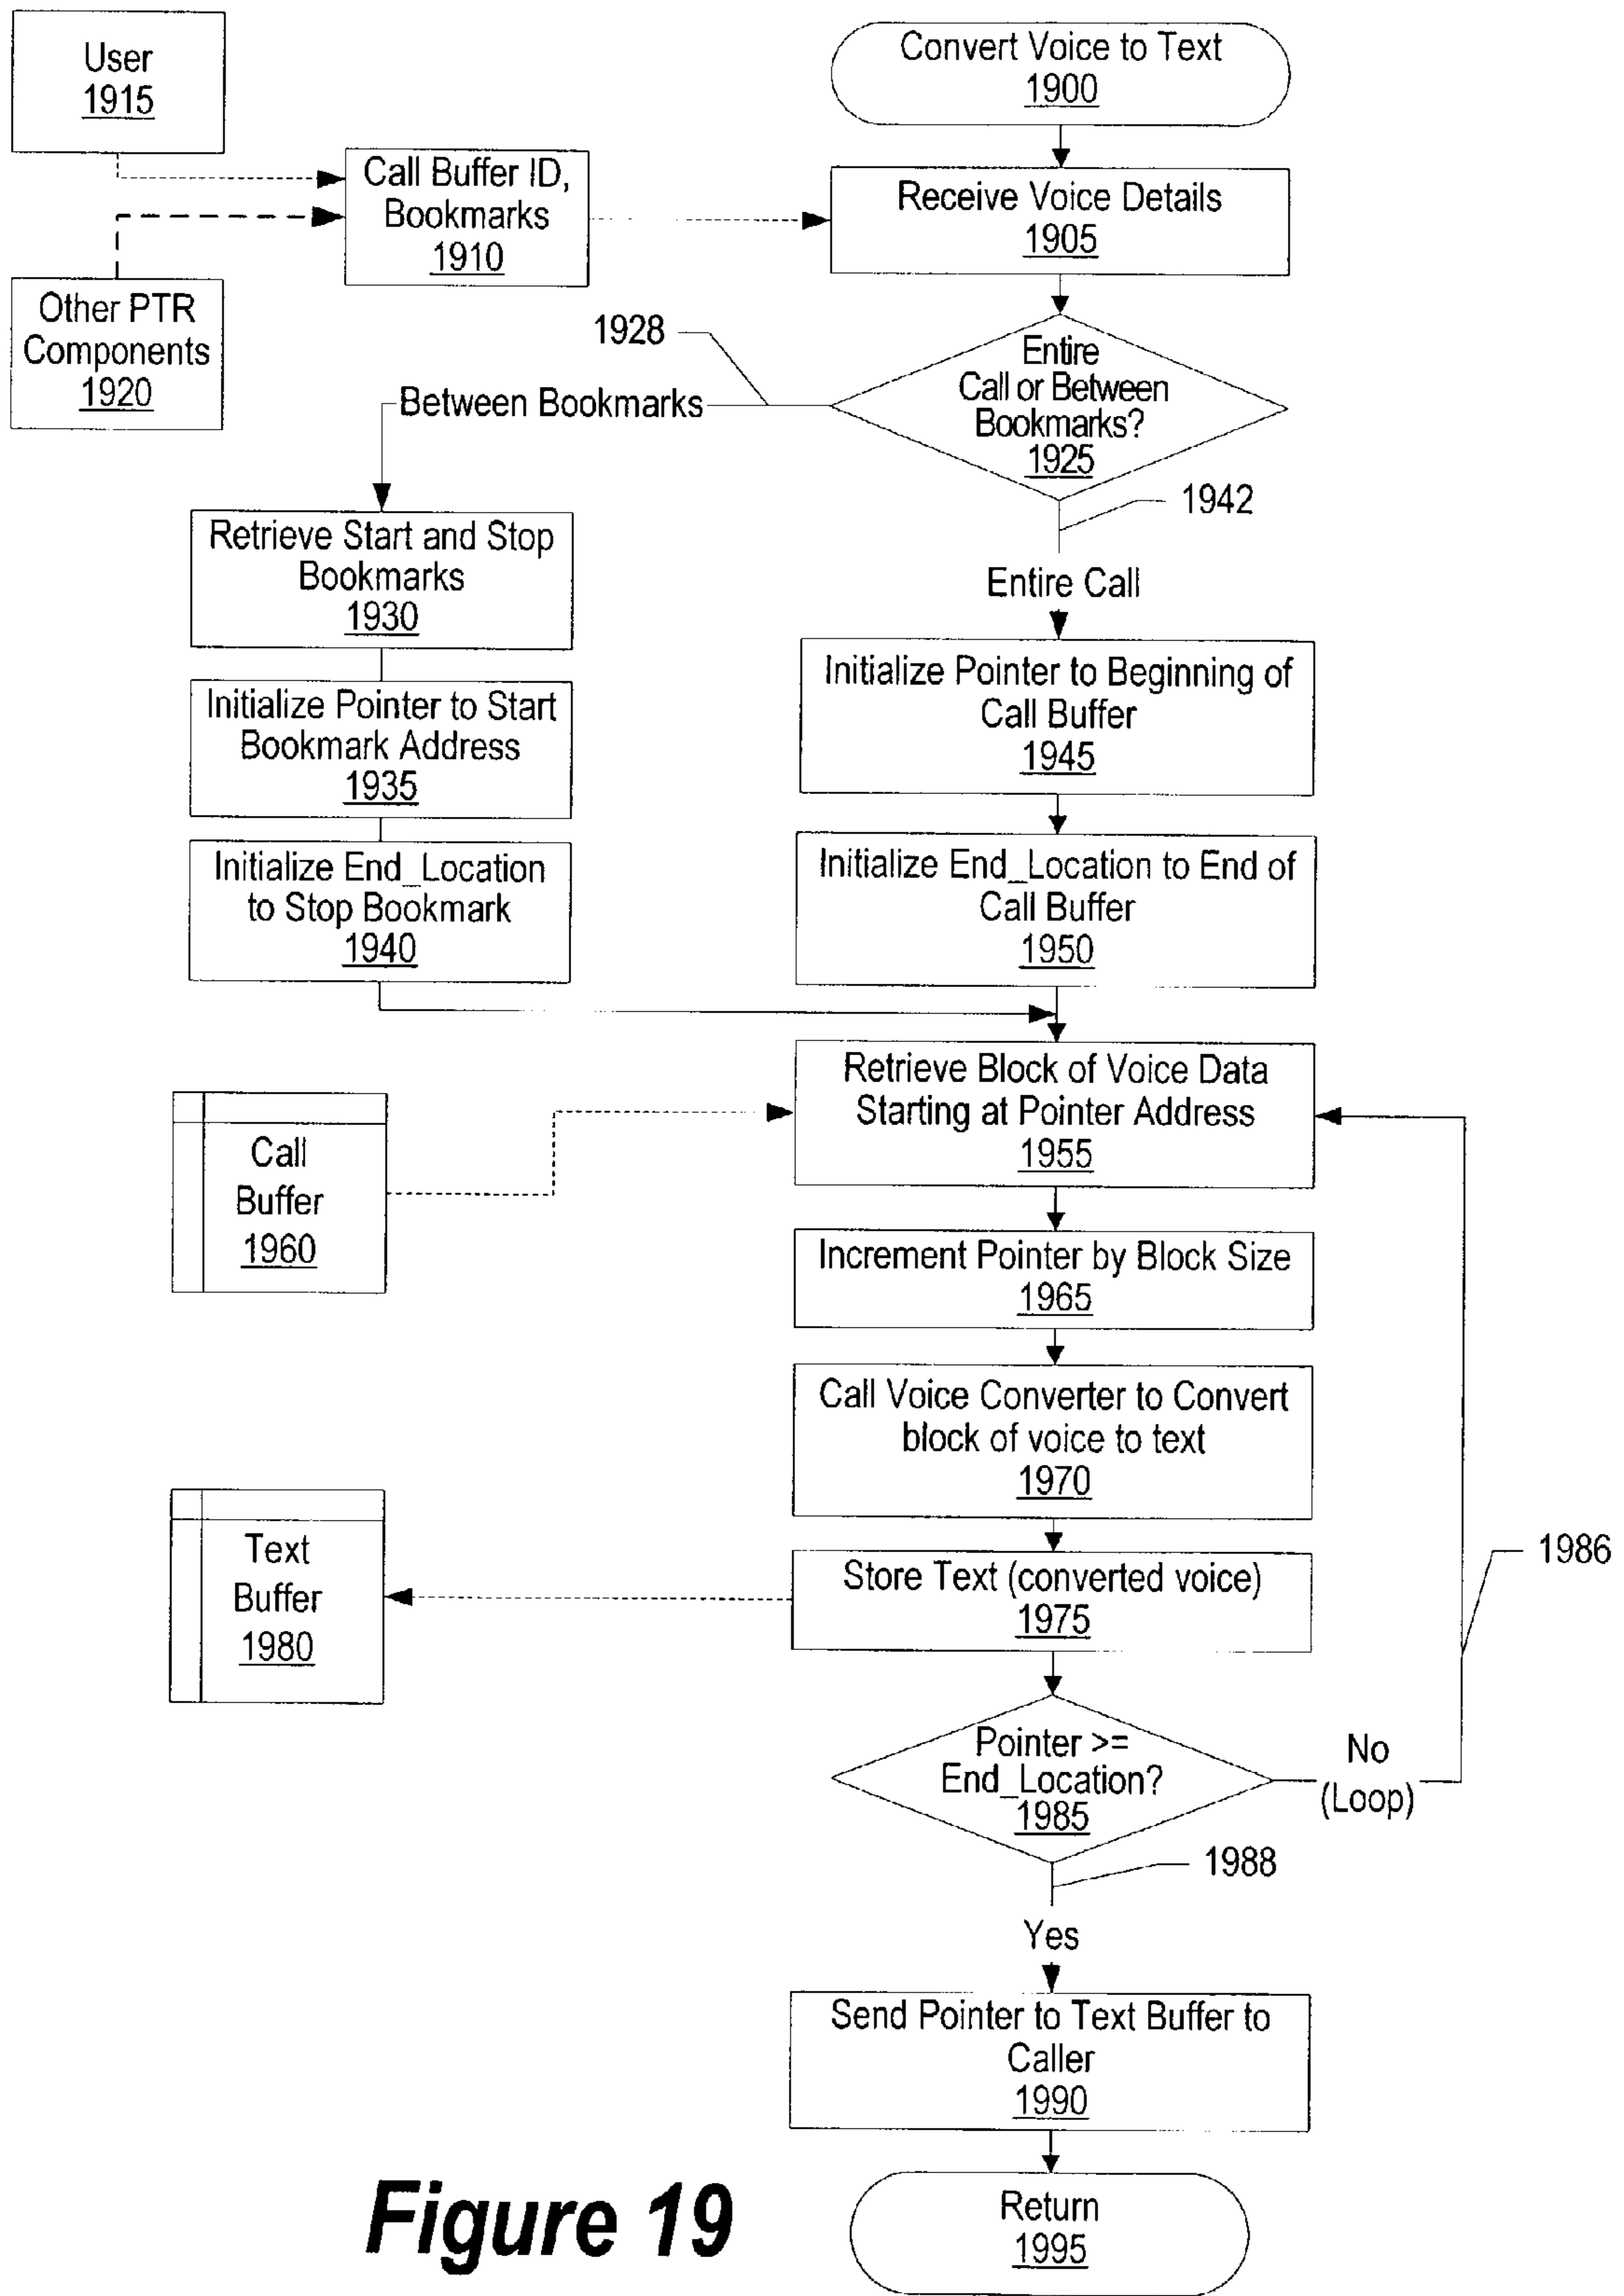 User
1915
Convert Voice to Text
1900
Call Buffer ID,
Bookmarks
1910
Receive Voice Details
1905
Other PTR
Components
1920
1928
Entire
Call or Between
Bookmarks?
1925
Between Bookmarks
1942
Retrieve Start and Stop
Bookmarks
1930
Entire Call
Initialize Pointer to Start
Bookmark Address
1935
Initialize Pointer to Beginning of
Call Buffer
1945
Initialize End_Location
to Stop Bookmark
1940
Initialize End_Location to End of
Call Buffer
1950
Retrieve Block of Voice Data
Starting at Pointer Address
1955
Call
Buffer
1960
Increment Pointer by Block Size
1965
Call Voice Converter to Convert
block of voice to text
1970
Text
Buffer
1980
Store Text (converted voice)
1975
1986
Pointer >=
End_Location?
1985
No
(Loop)
1988
Yes
Send Pointer to Text Buffer to
Caller
1990
Return
1995
Figure 19